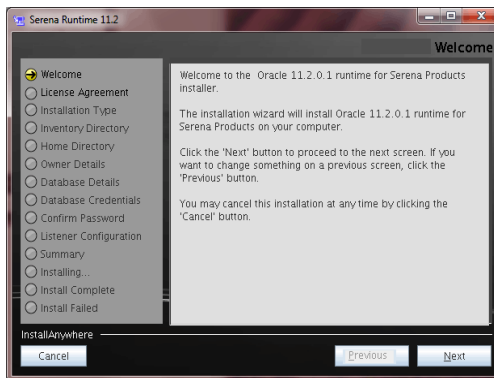 Serena Runtime 11.2
Welcome
Welcome
License Agreement
Installation Type
Inventory Directory
Home Directory
Owner Details
Database Details
Database Credentials
Confirm Password
Listener Configuration
Summary
Installing...
Install Complete
Install Failed
Welcome to the Oracle 11.2.0.1 runtime for Serena Products
installer.
The installation wizard will install Oracle 11.2.0.1 runtime for
Serena Products on your computer.
Click the 'Next' button to proceed to the next screen. If you
want to change something on a previous screen, click the
'Previous' button.
You may cancel this installation at any time by clicking the
'Cancel' button.
InstallAnywhere
Cancel
Previous
Next